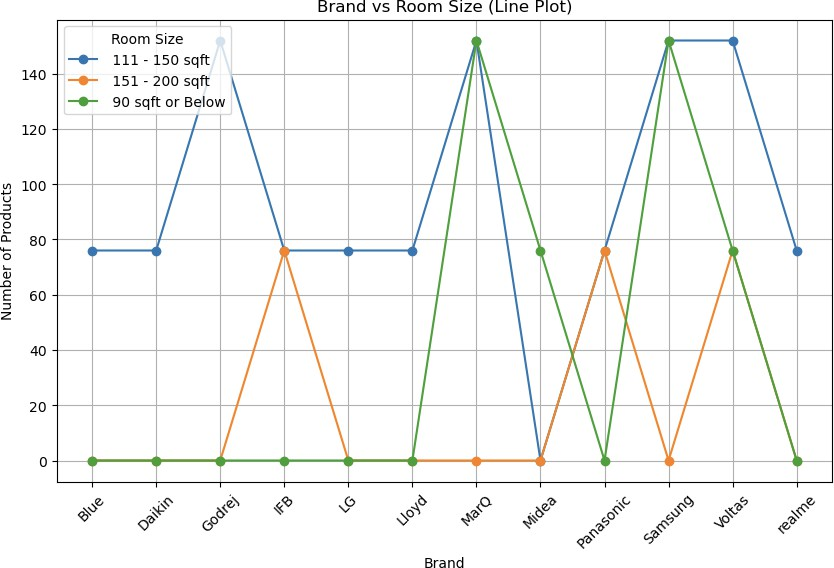 Brand vs Room Size (Line Plot)
Room Size
111 - 150 sqft
151 - 200 sqft
90 sqft or Below
Number of Products
140
120
100
80
60
40
20
0
Blue
Daikin
Godrej
IFB
LG
Lloyd
MarQ
Midea
Panasonic
Samsung
Voltas
realme
Brand